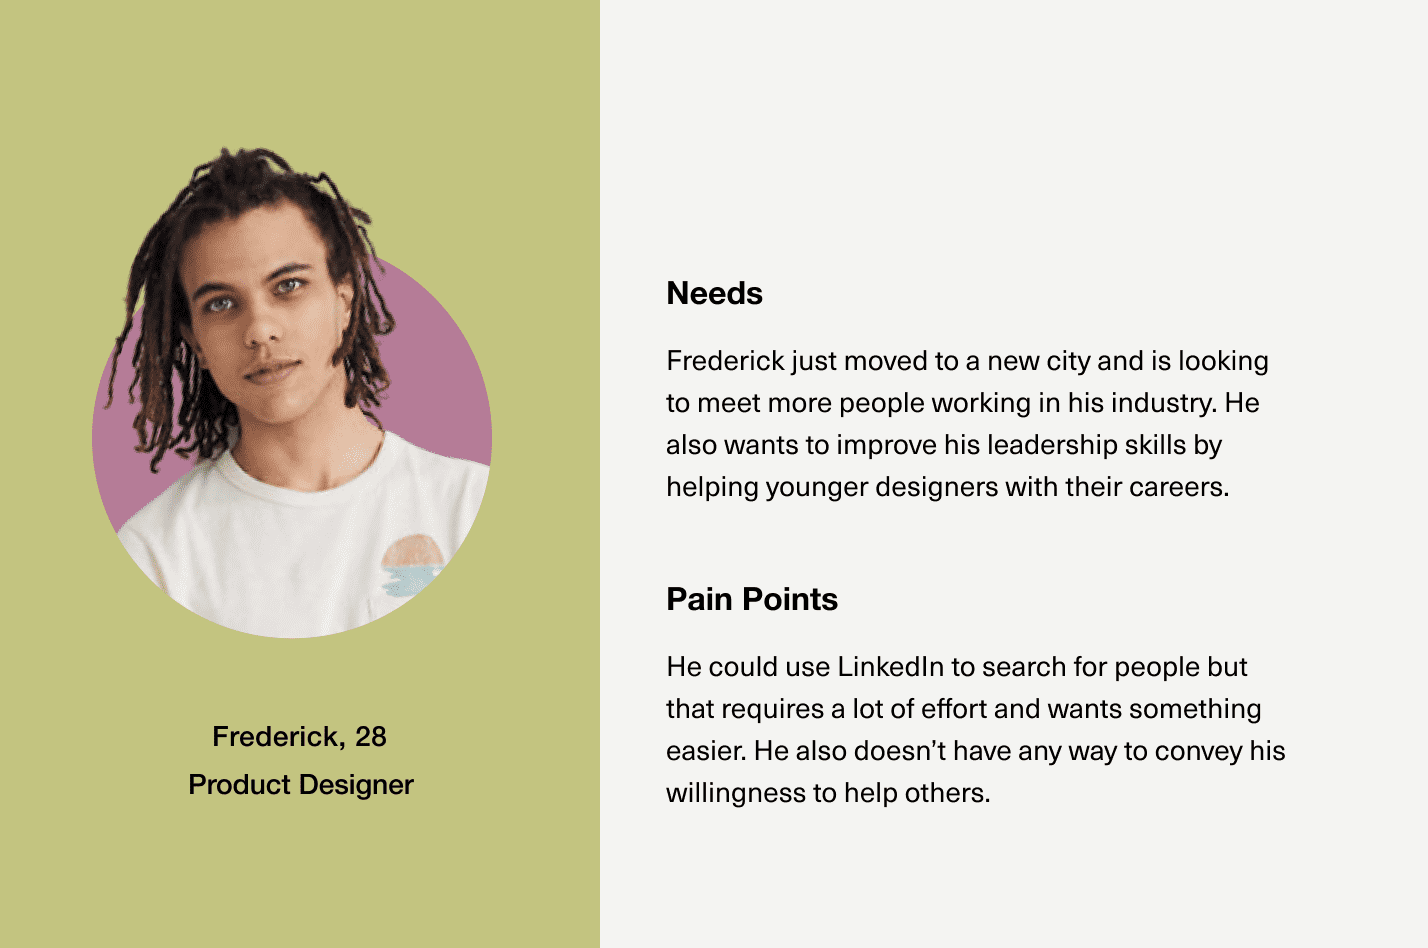 Frederick, 28
Product Designer
Needs
Frederick just moved to a new city and is looking
to meet more people working in his industry. He
also wants to improve his leadership skills by
helping younger designers with their careers.
Pain Points
He could use LinkedIn to search for people but
that requires a lot of effort and wants something
easier. He also doesn’t have any way to convey his
willingness to help others.